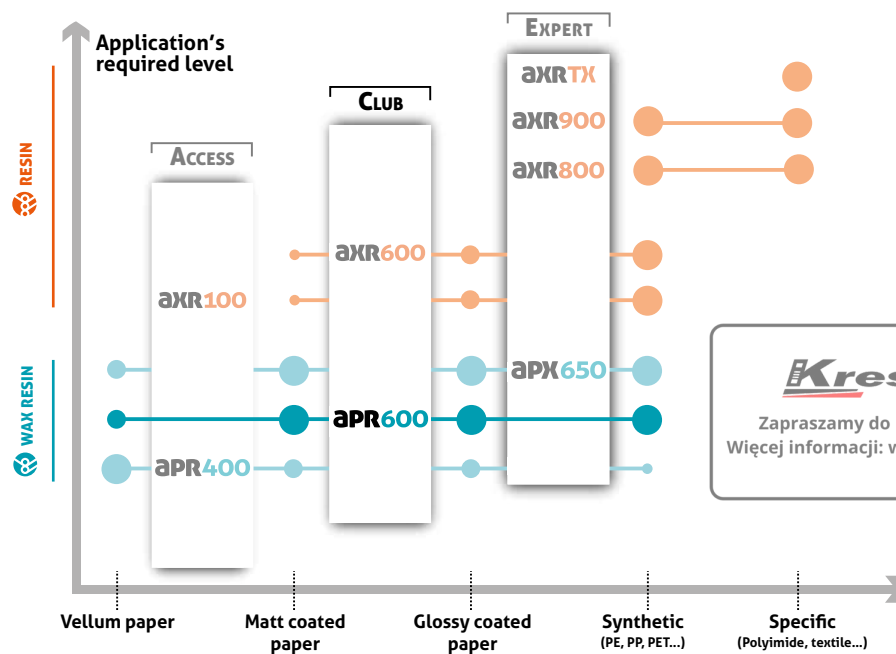 Application's
required level
EXPERT
CLUB
ACCESS
RESIN
WAX RESIN
aXRTX
aXR900
aXR800
aXR600
aXR100
aPX650
aPR600
aPR400
Kres
Zapraszamy do
Więcej informacji: w
Vellum paper
Matt coated
paper
Glossy coated
paper
Synthetic
(PE, PP, PET...)
Specific
(Polyimide, textile...)